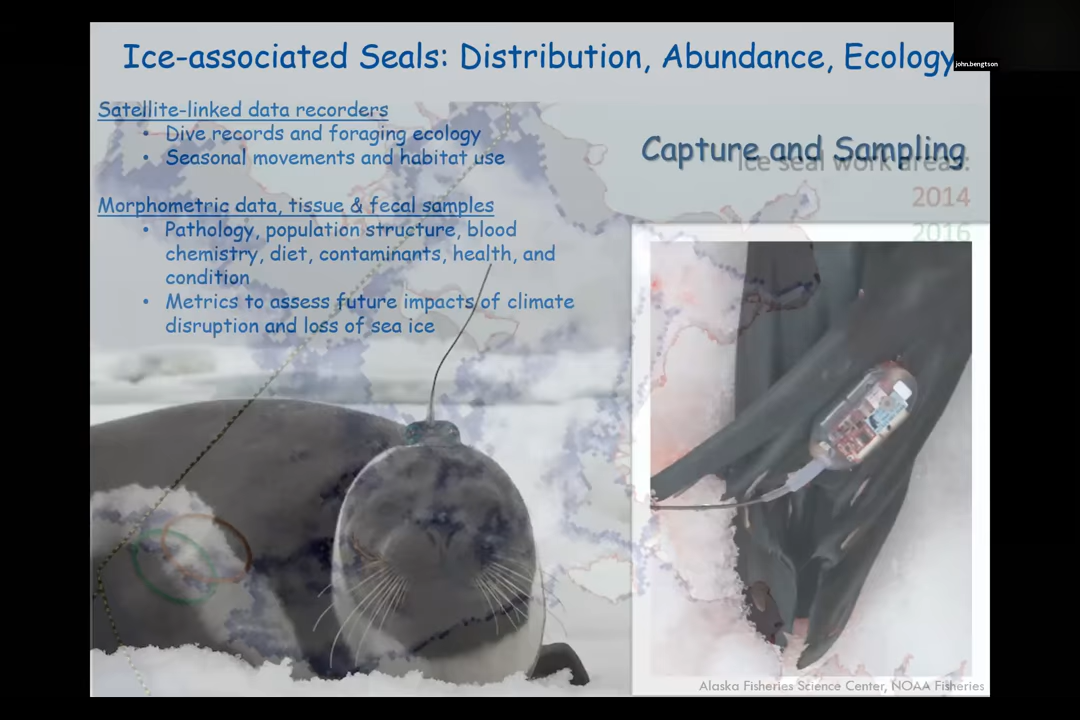 Ice-associated Seals: Distribution, Abundance, Ecology
john.bengtson
Satellite-linked data recorders
• Dive records and foraging ecology
• Seasonal movements and habitat use
Capture and Sampling
Ice seal work areas:
2014
2016
Morphometric data, tissue & fecal samples
• Pathology, population structure, blood
chemistry, diet, contaminants, health, and
condition
• Metrics to assess future impacts of climate
disruption and loss of sea ice
Alaska Fisheries Science Center, NOAA Fisheries